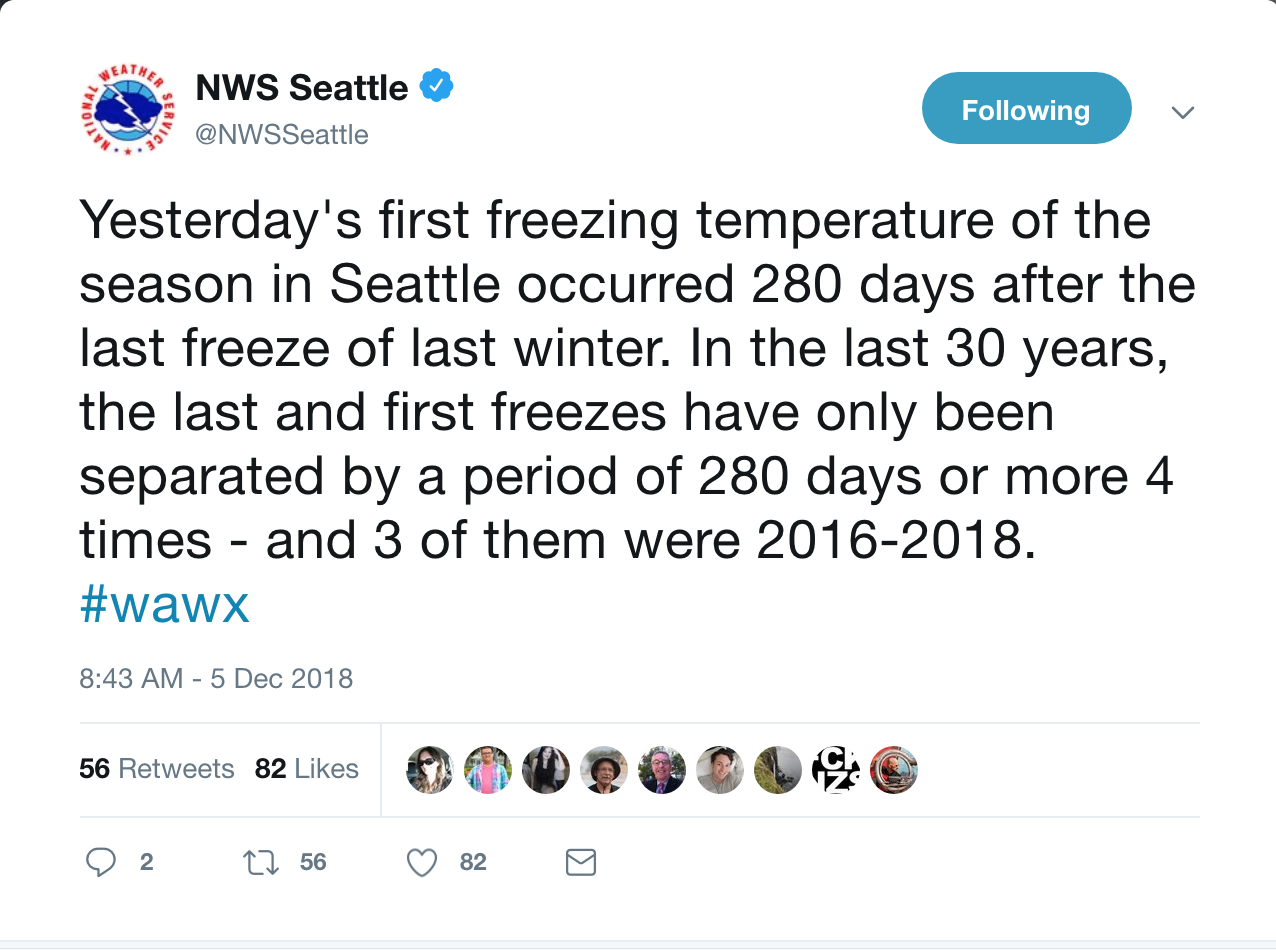 NATIONAL WEATHER SERVICE
NWS Seattle
@NWSSeattle
Following
Yesterday's first freezing temperature of the
season in Seattle occurred 280 days after the
last freeze of last winter. In the last 30 years,
the last and first freezes have only been
separated by a period of 280 days or more 4
times - and 3 of them were 2016-2018.
#wawx
8:43 AM - 5 Dec 2018
56 Retweets 82 Likes
2 56 82